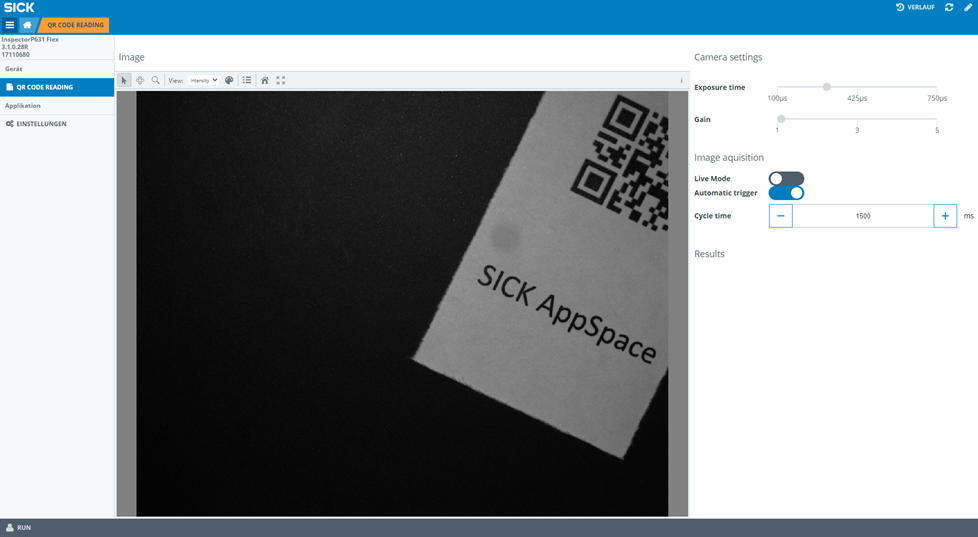 SICK
VERLAUF
QR CODE READING
InspectorP631 Flex
3.1.0.28R
17110680
Gerät
QR CODE READING
Applikation
EINSTELLUNGEN
Image
View: Intensity
i
SICK AppSpace
Camera settings
Exposure time
100µs 425µs 750µs
Gain
1 3 5
Image aquisition
Live Mode
Automatic trigger
Cycle time − 1500 + ms
Results
RUN